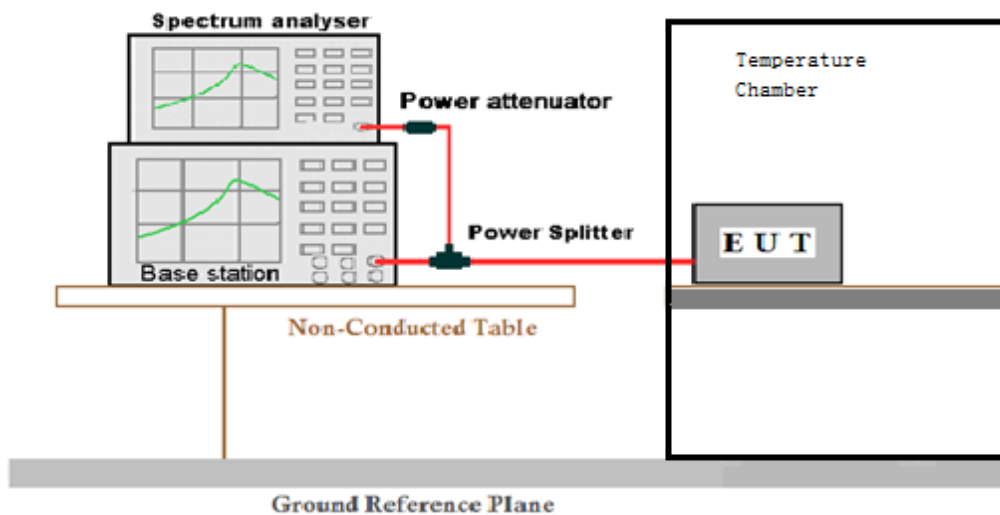 Spectrum analyser
Temperature
Chamber
Power attenuator
Power Splitter
E U T
Base station
Non-Conducted Table
Ground Reference Plane